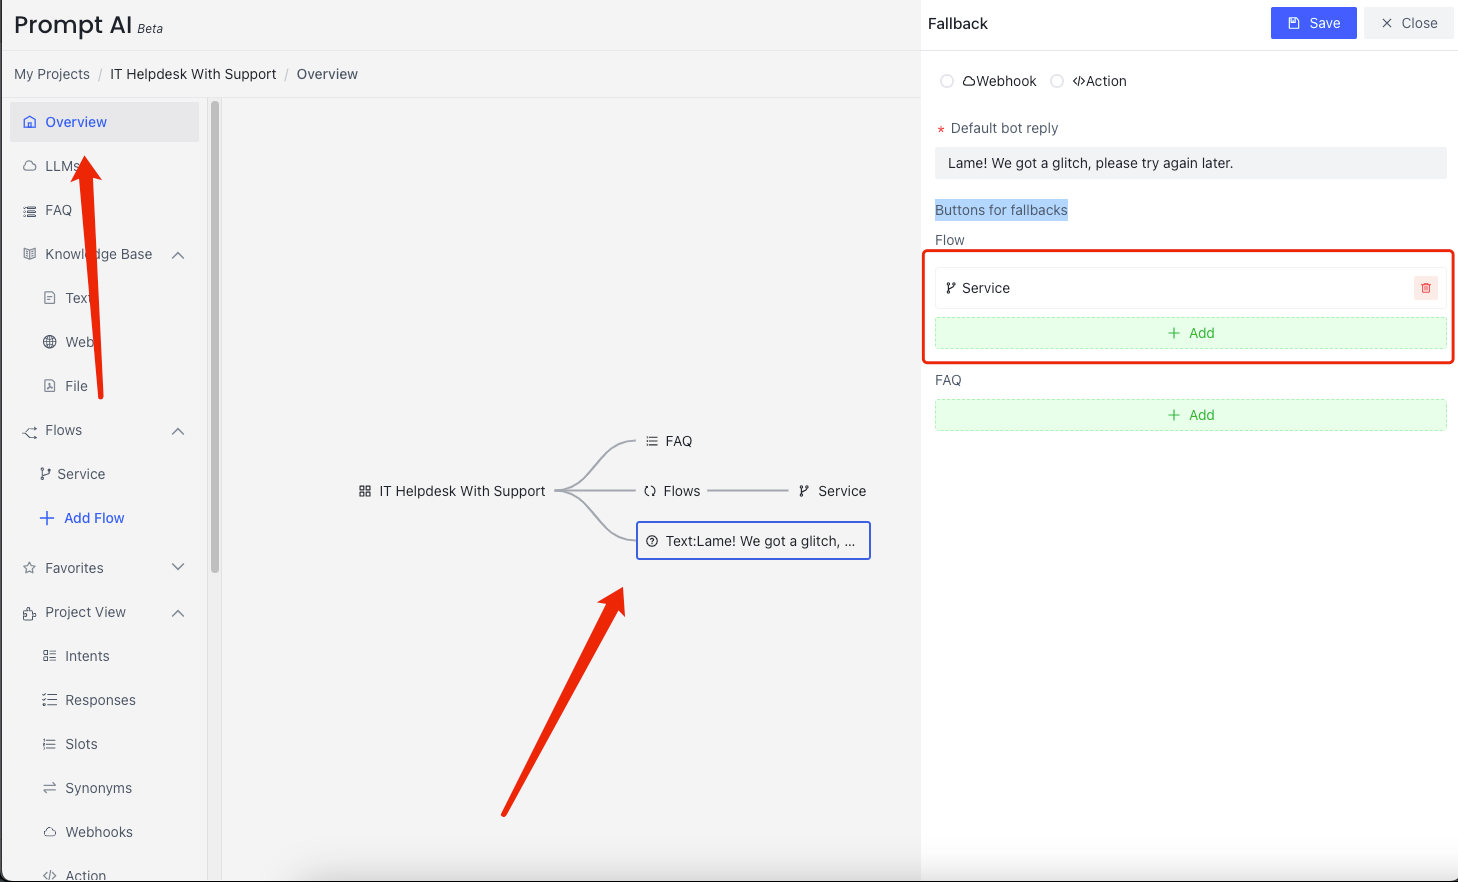 Prompt AI Beta
My Projects / IT Helpdesk With Support / Overview
Overview
LLMs
FAQ
Knowledge Base
Text
Web
File
Flows
Service
Add Flow
Favorites
Project View
Intents
Responses
Slots
Synonyms
Webhooks
Action
IT Helpdesk With Support
FAQ
Flows
Service
Text:Lame! We got a glitch, ...
Fallback
Save
Close
Webhook
Action
* Default bot reply
Lame! We got a glitch, please try again later.
Buttons for fallbacks
Flow
Service
+ Add
FAQ
+ Add